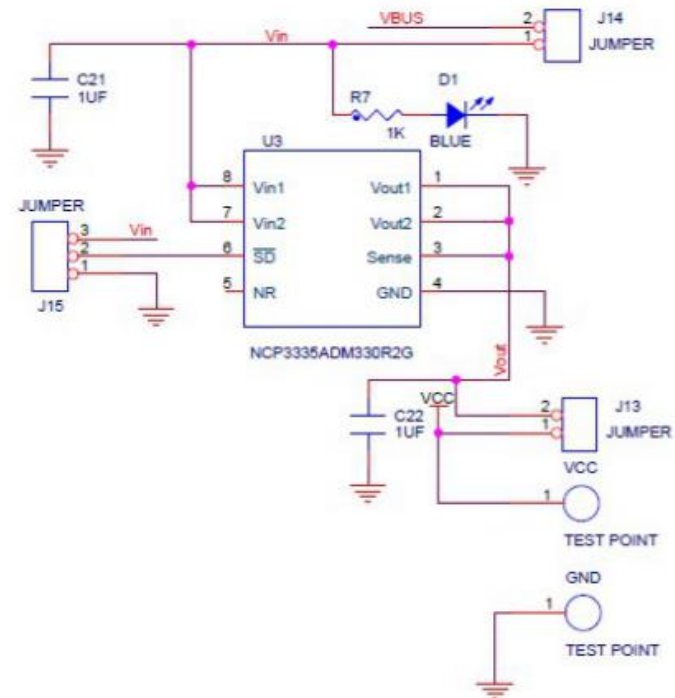 VBUS
2
J14
Vin
1
JUMPER
C21
1UF
R7
D1
1K
BLUE
U3
8
Vin1
Vout1
1
7
Vin2
Vout2
2
JUMPER
3
Vin
2
6
SD
Sense
3
1
5
NR
GND
4
J15
NCP3335ADM330R2G
Vout
VCC
C22
1UF
2
J13
1
JUMPER
VCC
1
TEST POINT
GND
1
TEST POINT